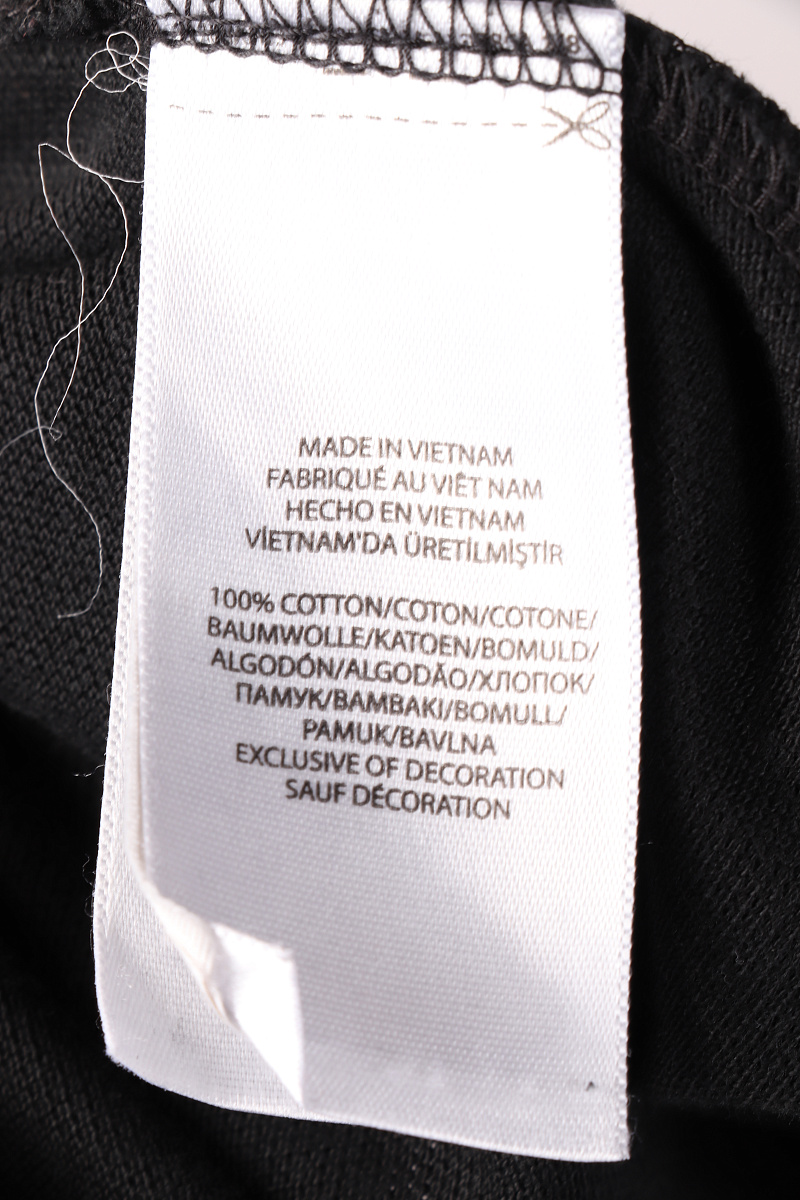 MADE IN VIETNAM
FABRIQUÉ AU VIÊT NAM
HECHO EN VIETNAM
VİETNAM'DA ÜRETİLMİŞTİR
100% COTTON/COTON/COTONE/
BAUMWOLLE/KATOEN/BOMULD/
ALGODÓN/ALGODÃO/ХЛОПОК/
ПАМУК/BAMBAKI/BOMULL/
PAMUK/BAVLNA
EXCLUSIVE OF DECORATION
SAUF DÉCORATION